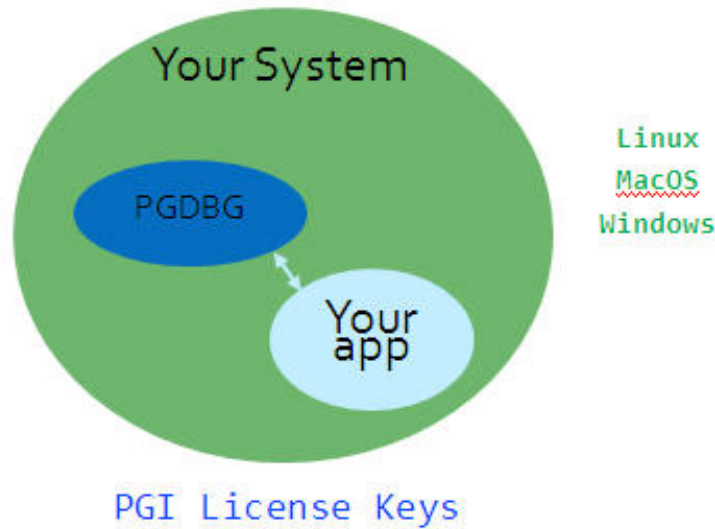 Your System
PGDBG
Your
app
Linux
MacOS
Windows
PGI License Keys